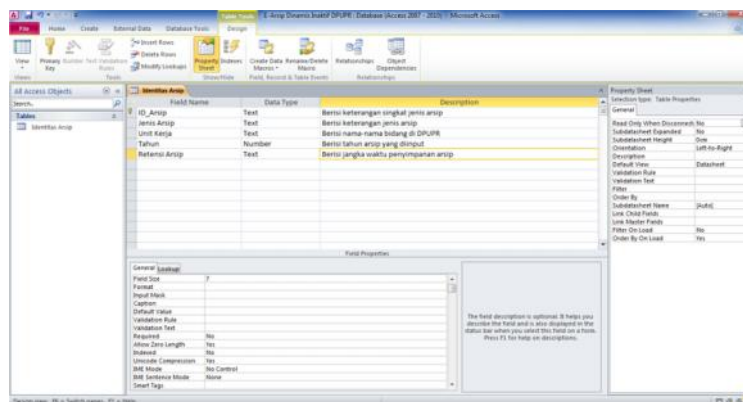 Table Tools
E-Arsip Dinamis Inaktif DPUPR : Database (Access 2007 - 2010) - Microsoft Access
File Home Create External Data Database Tools Design
View
Primary Key
Builder
Test Validation Rules
Insert Rows
Delete Rows
Modify Lookups
Property Sheet
Indexes
Create Data Macros
Rename/Delete Macro
Relationships
Object Dependencies
Views Tools Show/Hide Field, Record & Table Events Relationships
All Access Objects
Search...
Tables
Identitas Arsip
Identitas Arsip
Field Name Data Type Description
ID_Arsip Text Berisi keterangan singkat jenis arsip
Jenis Arsip Text Berisi keterangan jenis arsip
Unit Kerja Text Berisi nama-nama bidang di DPUPR
Tahun Number Berisi tahun arsip yang diinput
Retensi Arsip Text Berisi jangka waktu penyimpanan arsip
Field Properties
General Lookup
Field Size 7
Format
Input Mask
Caption
Default Value
Validation Rule
Validation Text
Required No
Allow Zero Length Yes
Indexed No
Unicode Compression Yes
IME Mode No Control
IME Sentence Mode None
Smart Tags
The field description is optional. It helps you
describe the field and is also displayed in the
status bar when you select this field on a form.
Press F1 for help on descriptions.
Property Sheet
Selection type: Table Properties
General
Read Only When Disconnect No
Subdatasheet Expanded No
Subdatasheet Height 0cm
Orientation Left-to-Right
Description
Default View Datasheet
Validation Rule
Validation Text
Filter
Order By
Subdatasheet Name [Auto]
Link Child Fields
Link Master Fields
Filter On Load No
Order By On Load Yes